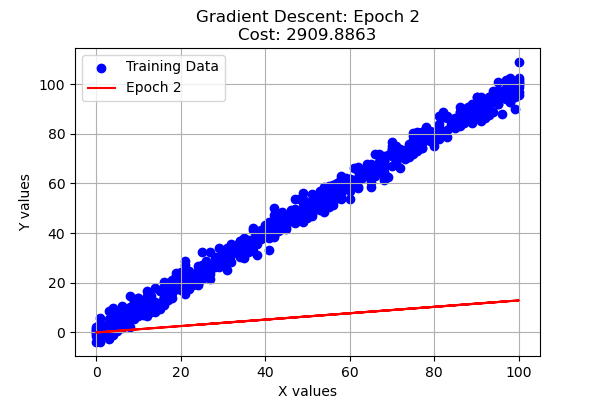 Gradient Descent: Epoch 2
Cost: 2909.8863
Training Data
Epoch 2
100
80
60
40
20
0
Y values
0 20 40 60 80 100
X values